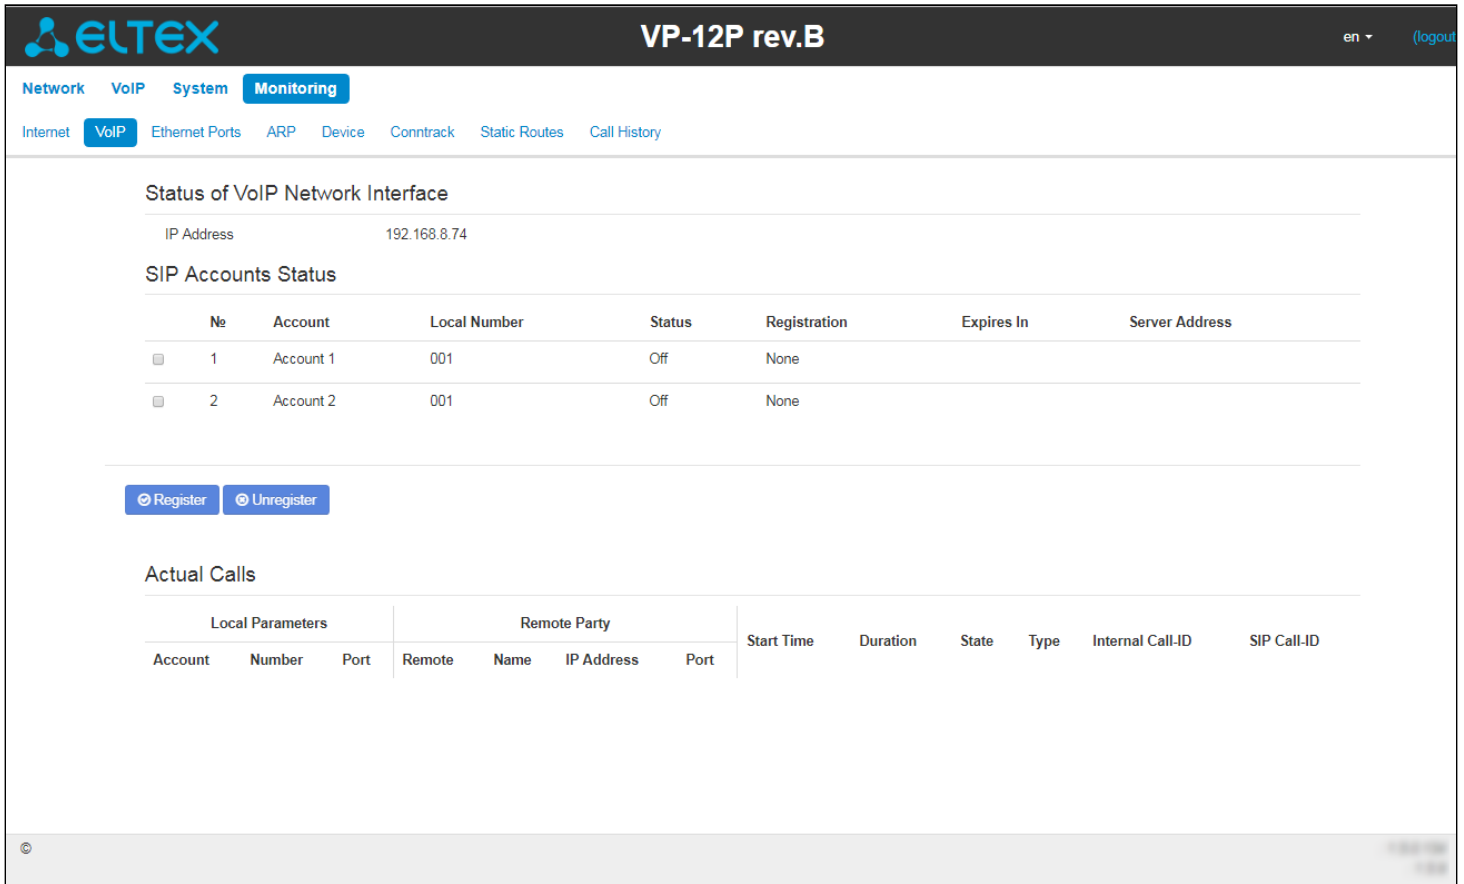 ELTEX VP-12P rev.B en (logout
Network VoIP System Monitoring
Internet VoIP Ethernet Ports ARP Device Conntrack Static Routes Call History
Status of VoIP Network Interface
IP Address 192.168.8.74
SIP Accounts Status
№ Account Local Number Status Registration Expires In Server Address
1 Account 1 001 Off None
2 Account 2 001 Off None
Register Unregister
Actual Calls
Local Parameters Remote Party
Start Time Duration State Type Internal Call-ID SIP Call-ID
Account Number Port Remote Name IP Address Port
©